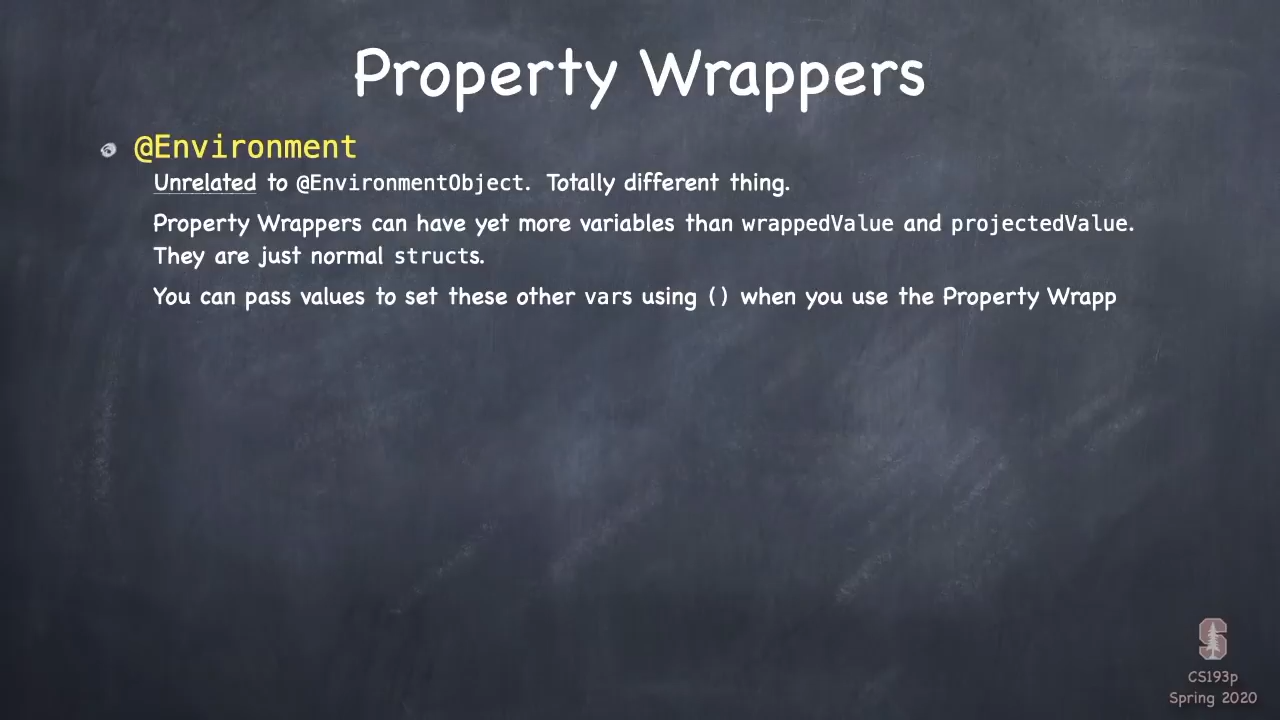 Property Wrappers
@Environment
Unrelated to @EnvironmentObject. Totally different thing.
Property Wrappers can have yet more variables than wrappedValue and projectedValue.
They are just normal structs.
You can pass values to set these other vars using () when you use the Property Wrapp
S
CS193p
Spring 2020